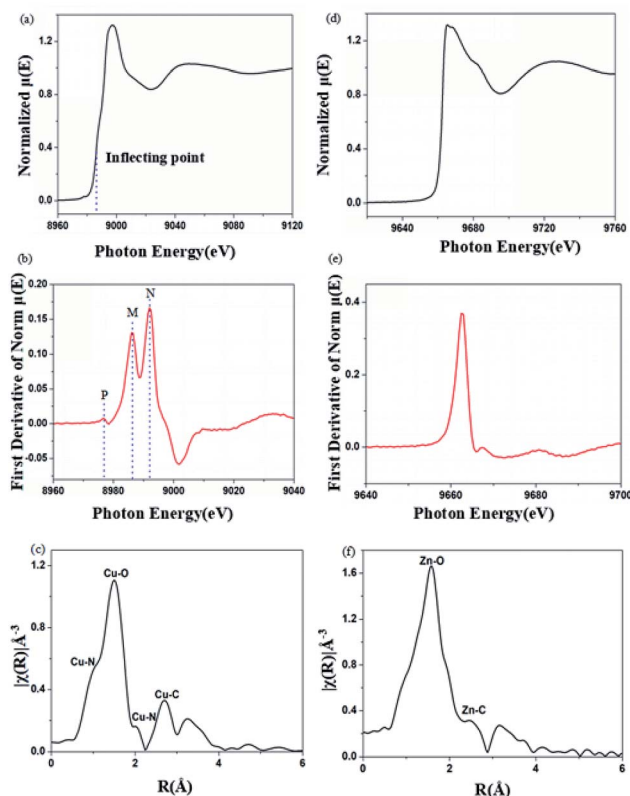 (a)
Normalized μ(E)
1.2
0.8
0.4
0.0
Inflecting point
8960 9000 9040 9080 9120
Photon Energy(eV)
(d)
Normalized μ(E)
1.2
0.8
0.4
0.0
9640 9680 9720 9760
Photon Energy(eV)
(b)
First Derivative of Norm μ(E)
0.20
0.15
0.10
0.05
0.00
-0.05
P
M
N
8960 8980 9000 9020 9040
Photon Energy(eV)
(e)
First Derivative of Norm μ(E)
0.4
0.2
0.0
9640 9660 9680 9700
Photon Energy(eV)
(c)
|χ(R)|Å-3
1.2
0.8
0.4
0.0
Cu-O
Cu-N
Cu-N
Cu-C
0 2 4 6
R(Å)
(f)
|χ(R)|Å-3
1.6
1.2
0.8
0.4
0.0
Zn-O
Zn-C
0 2 4 6
R(Å)